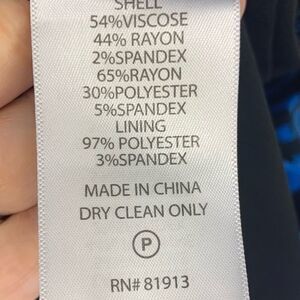 SHELL
54%VISCOSE
44% RAYON
2%SPANDEX
65%RAYON
30%POLYESTER
5%SPANDEX
LINING
97% POLYESTER
3%SPANDEX
MADE IN CHINA
DRY CLEAN ONLY
P
RN# 81913